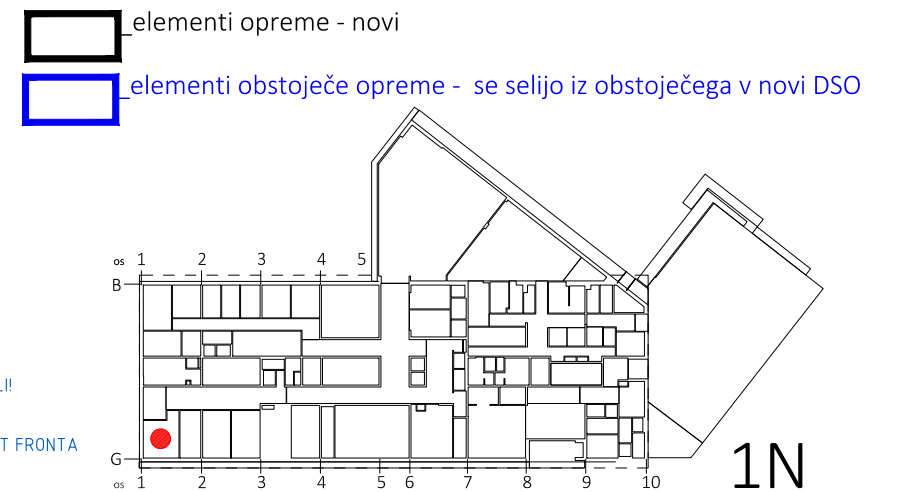 elementi opreme - novi
elementi obstoječe opreme - se selijo iz obstoječega v novi DSO
os 1 2 3 4 5
B
LI!
T FRONTA
G
1N
os 1 2 3 4 5 6 7 8 9 10